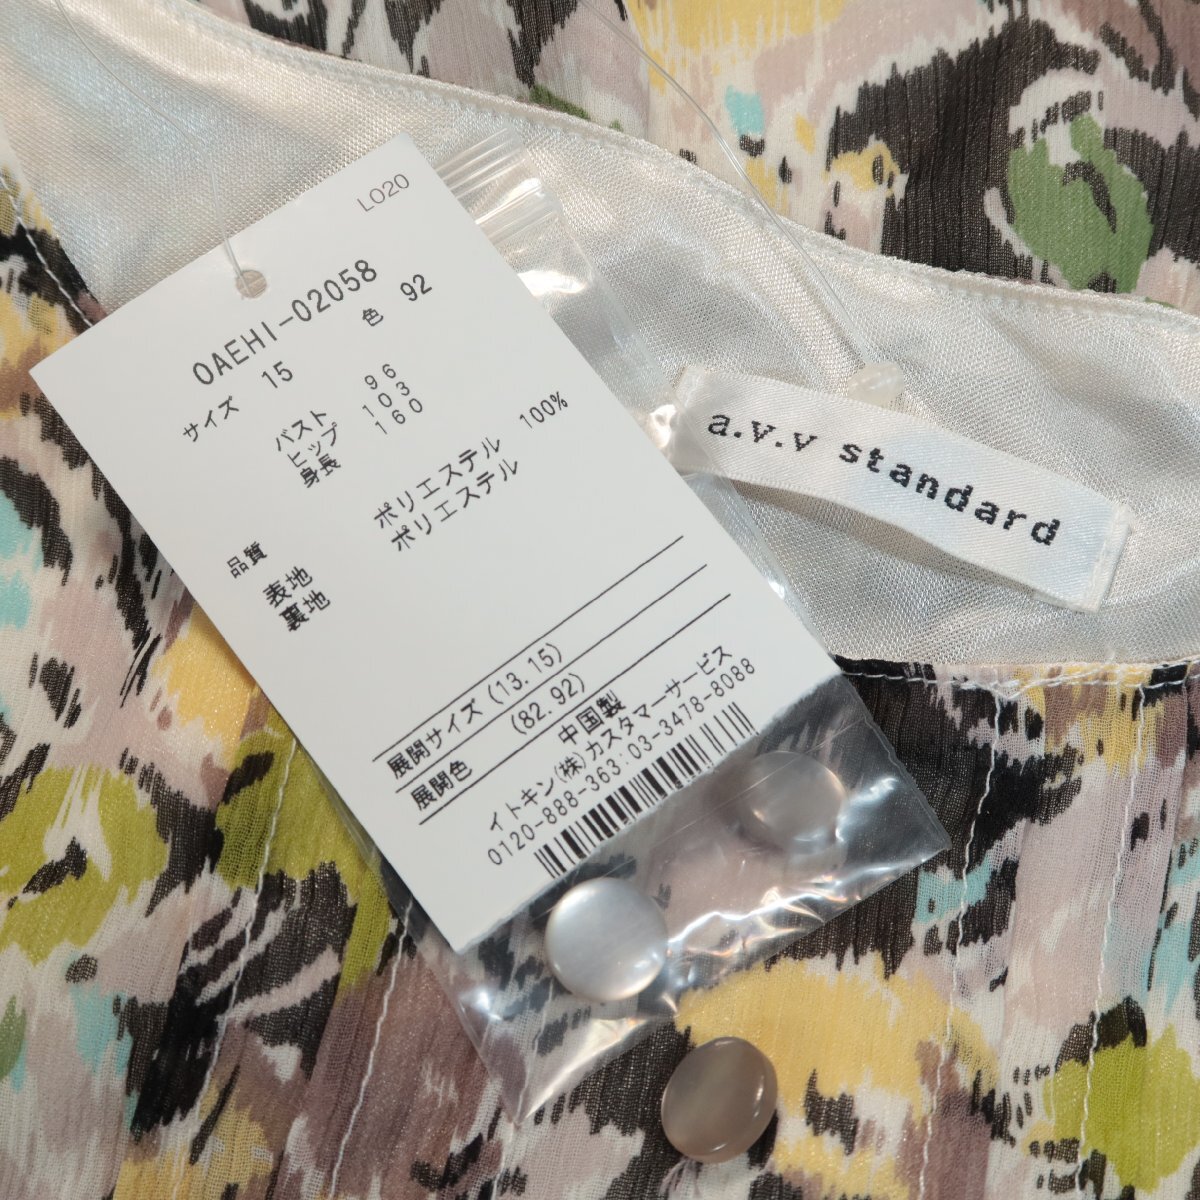 L020
0AEHI-02058
サイズ 15 色 92
バスト 96
ヒップ 103
身長 160
品質
表地 ポリエステル 100%
裏地 ポリエステル
展開サイズ(13.15)
展開色 (82.92)
中国製
イトキン(株)カスタマーサービス
0120-888-363:03-3478-8088
a.v.v standard